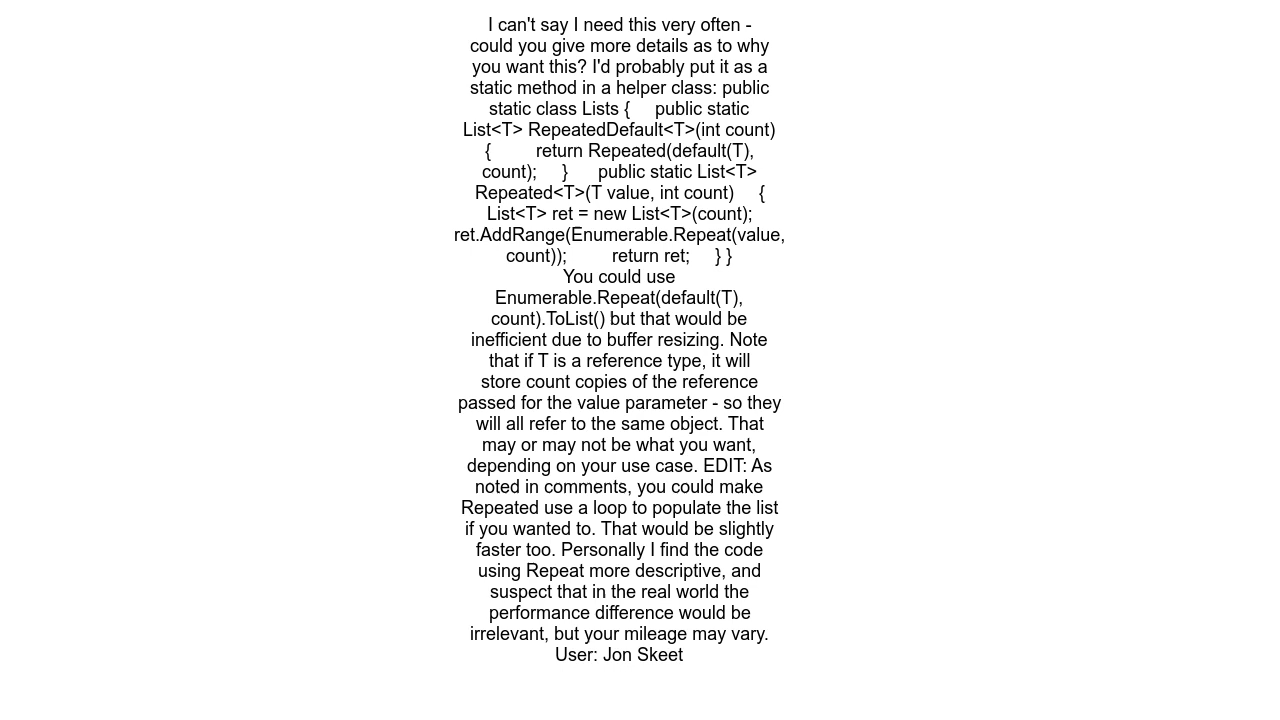 I can't say I need this very often -
could you give more details as to why
you want this? I'd probably put it as a
static method in a helper class: public
static class Lists {     public static
List<T> RepeatedDefault<T>(int count)
{         return Repeated(default(T),
count);     }      public static List<T>
Repeated<T>(T value, int count)     {
List<T> ret = new List<T>(count);
ret.AddRange(Enumerable.Repeat(value,
count));         return ret;     } }
You could use
Enumerable.Repeat(default(T),
count).ToList() but that would be
inefficient due to buffer resizing. Note
that if T is a reference type, it will
store count copies of the reference
passed for the value parameter - so they
will all refer to the same object. That
may or may not be what you want,
depending on your use case. EDIT: As
noted in comments, you could make
Repeated use a loop to populate the list
if you wanted to. That would be slightly
faster too. Personally I find the code
using Repeat more descriptive, and
suspect that in the real world the
performance difference would be
irrelevant, but your mileage may vary.
User: Jon Skeet